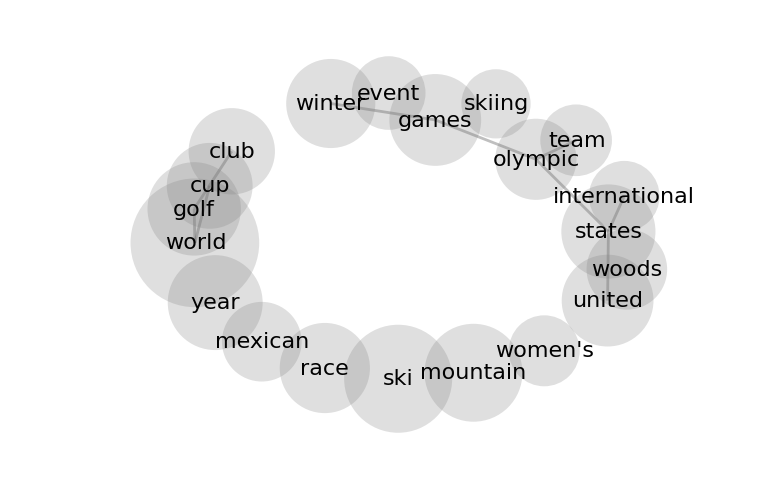 event
winter
skiing
games
team
club
olympic
cup
international
golf
states
world
woods
united
year
mexican
women's
race
mountain
ski